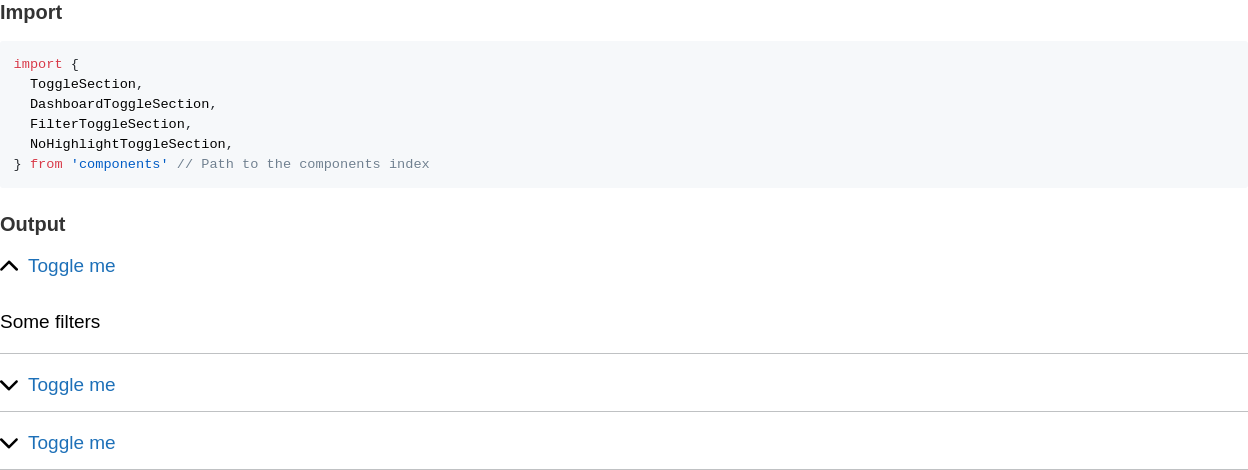 Import
import {
  ToggleSection,
  DashboardToggleSection,
  FilterToggleSection,
  NoHighlightToggleSection,
} from 'components' // Path to the components index
Output
Toggle me
Some filters
Toggle me
Toggle me